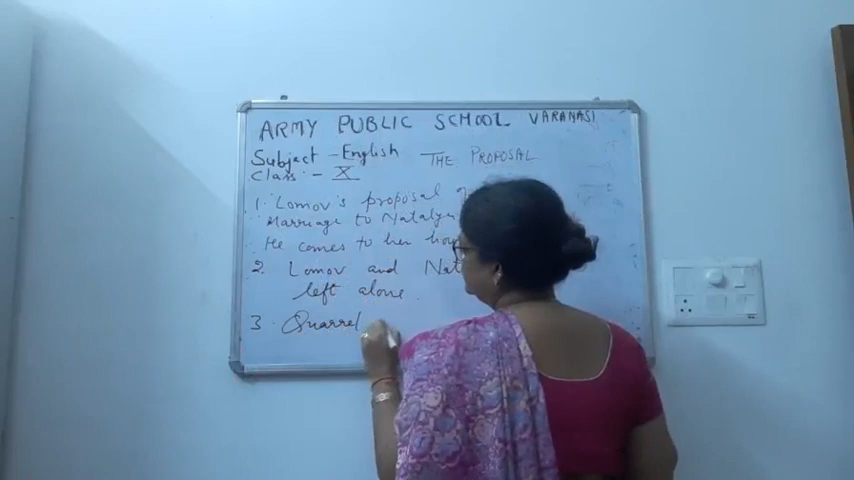 ARMY PUBLIC SCHOOL VARANASI
Subject - English THE PROPOSAL
Class - X
1. Lomov's proposal
Marriage to Natalya
He comes to her
2. Lomov and
left alone.
3. Quarrel